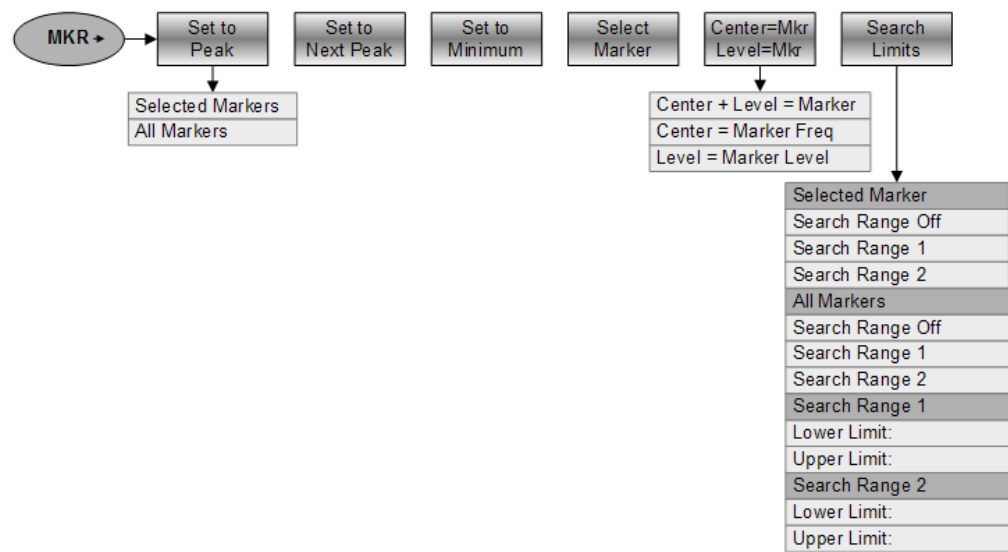 MKR→
Set to
Peak
Set to
Next Peak
Set to
Minimum
Select
Marker
Center=Mkr
Level=Mkr
Search
Limits
Selected Markers
All Markers
Center + Level = Marker
Center = Marker Freq
Level = Marker Level
Selected Marker
Search Range Off
Search Range 1
Search Range 2
All Markers
Search Range Off
Search Range 1
Search Range 2
Search Range 1
Lower Limit:
Upper Limit:
Search Range 2
Lower Limit:
Upper Limit: